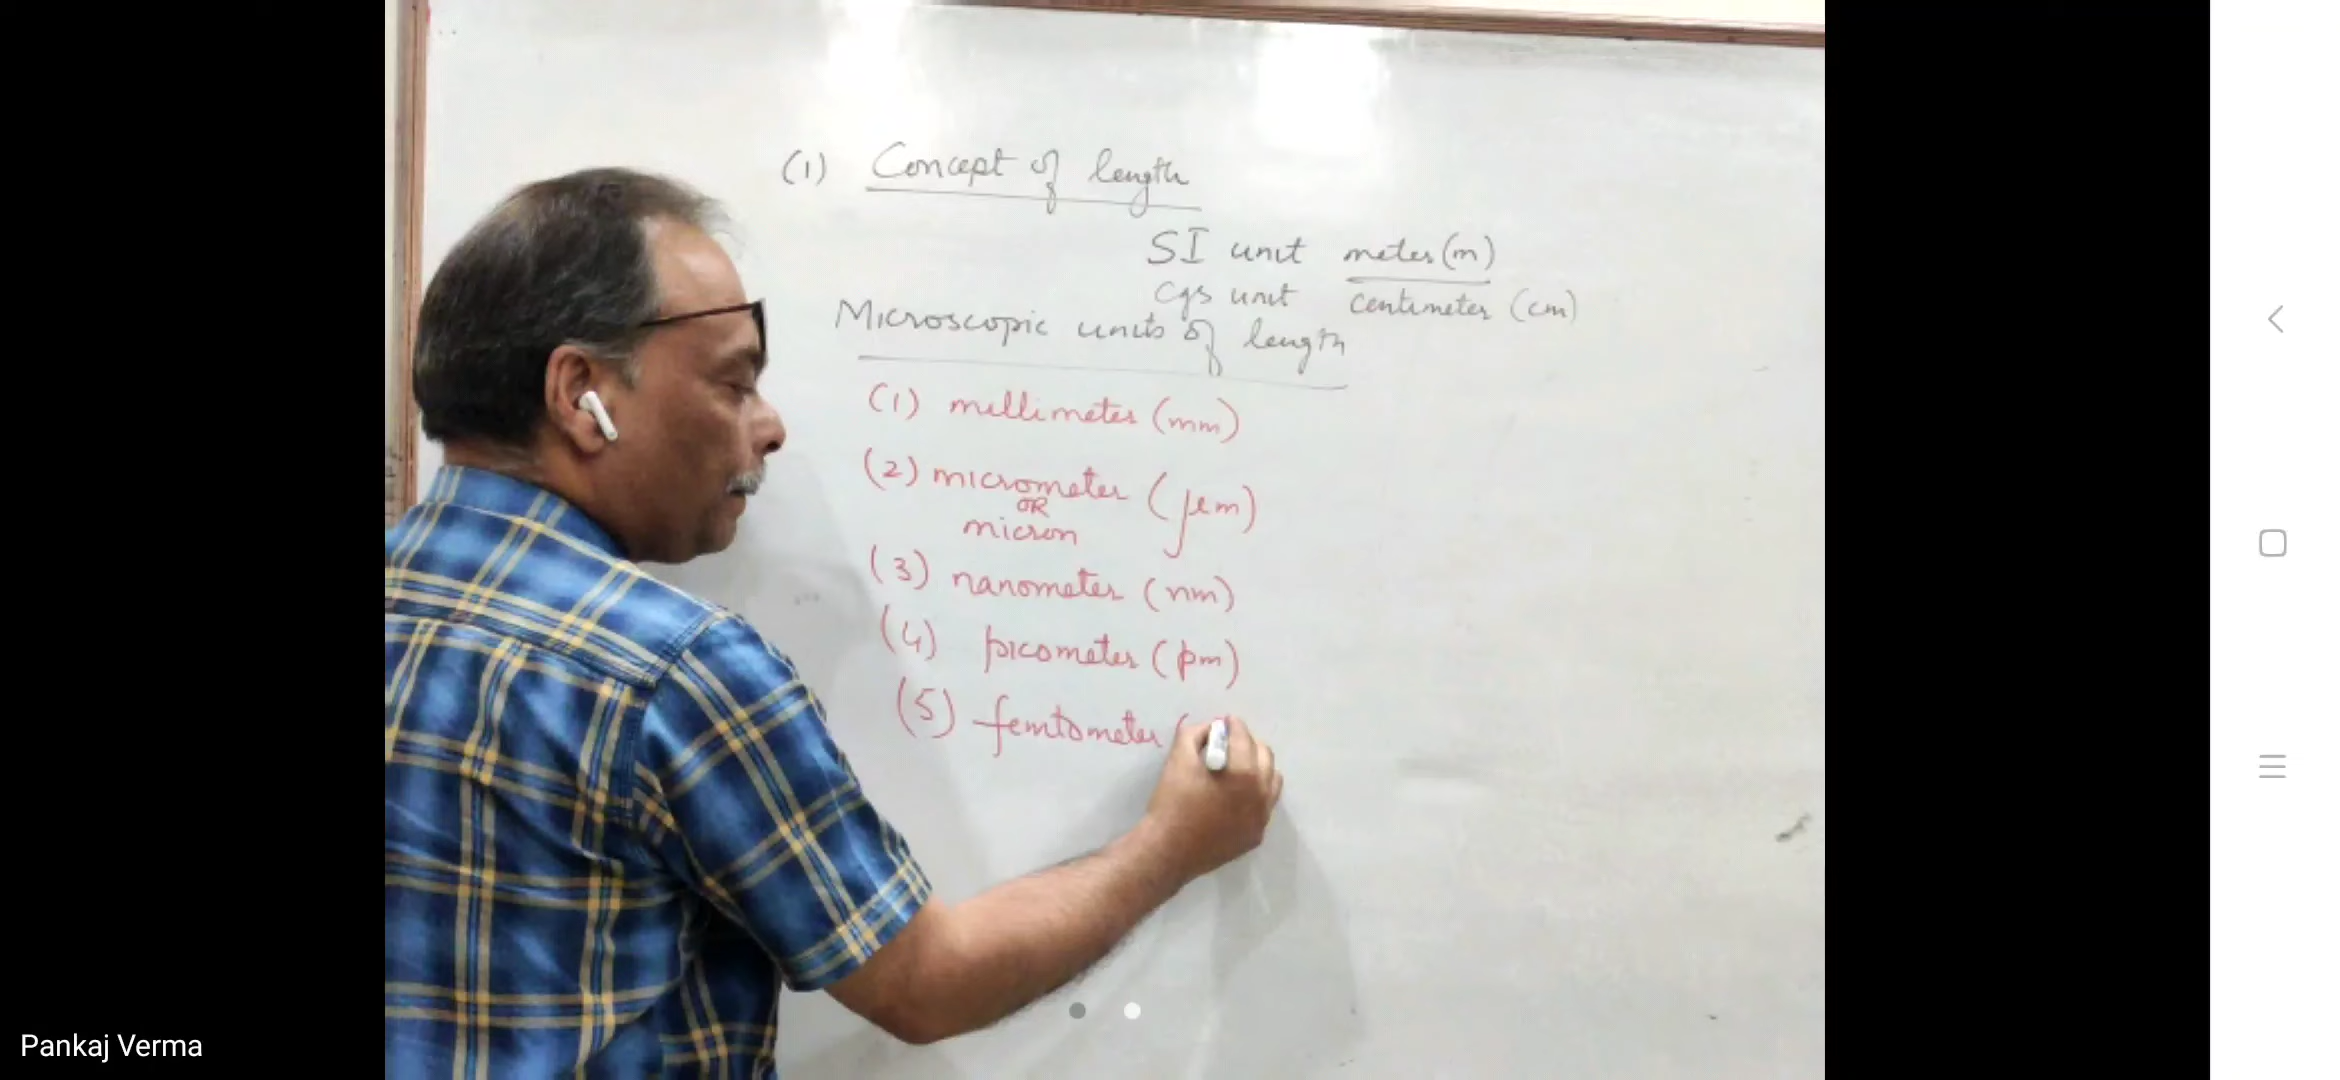 (1) Concept of length
SI unit meter (m)
cgs unit centimeter (cm)
Microscopic units of length
(1) millimeter (mm)
(2) micrometer (μm)
OR
micron
(3) nanometer (nm)
(4) picometer (pm)
(5) femtometer (
Pankaj Verma